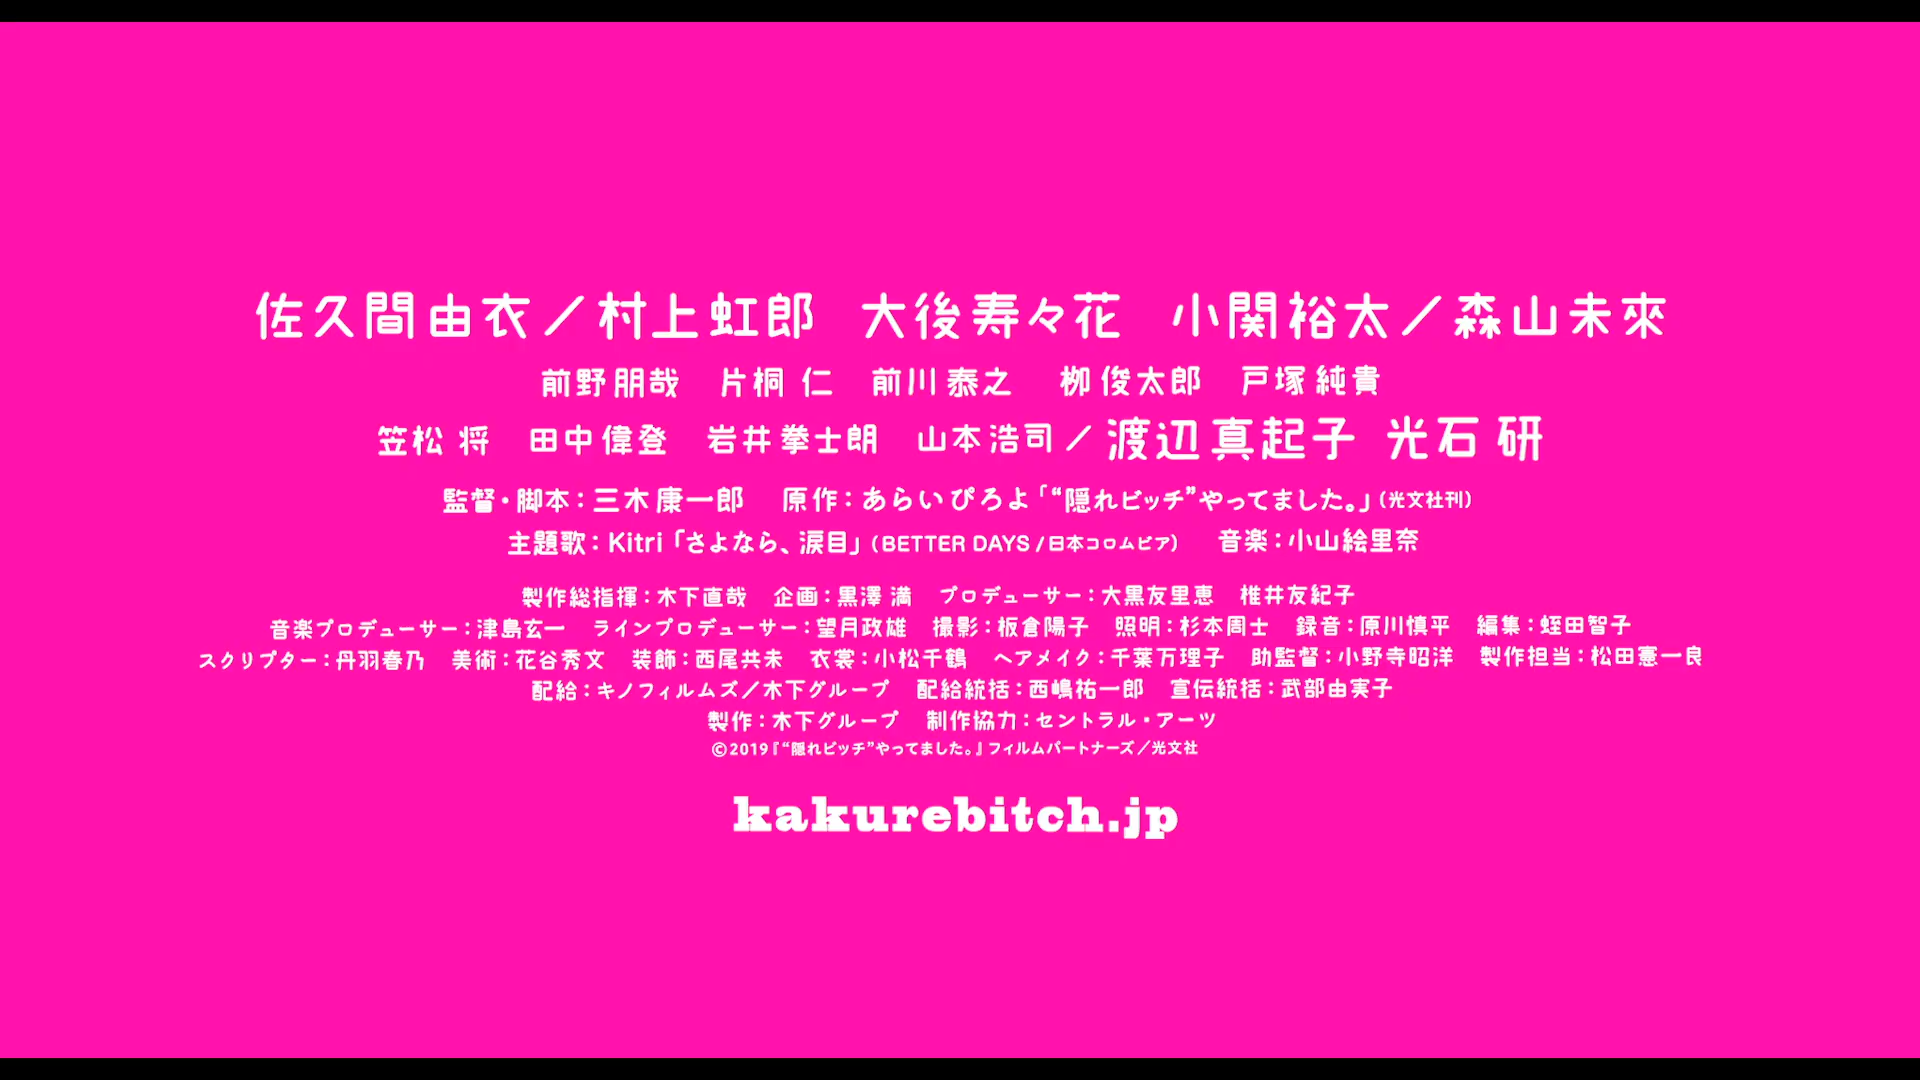 佐久間由衣／村上虹郎　大後寿々花　小関裕太／森山未來
前野朋哉　片桐 仁　前川泰之　栁俊太郎　戸塚純貴
笠松 将　田中偉登　岩井拳士朗　山本浩司／渡辺真起子　光石 研
監督・脚本：三木康一郎　原作：あらいぴろよ「“隠れビッチ”やってました。」（光文社刊）
主題歌：Kitri「さよなら、涙目」（BETTER DAYS / 日本コロムビア）　音楽：小山絵里奈
製作総指揮：木下直哉　企画：黒澤 満　プロデューサー：大黒友里恵　椎井友紀子
音楽プロデューサー：津島玄一　ラインプロデューサー：望月政雄　撮影：板倉陽子　照明：杉本周士　録音：原川慎平　編集：蛭田智子
スクリプター：丹羽春乃　美術：花谷秀文　装飾：西尾共未　衣裳：小松千鶴　ヘアメイク：千葉万理子　助監督：小野寺昭洋　製作担当：松田憲一良
配給：キノフィルムズ／木下グループ　配給統括：西嶋祐一郎　宣伝統括：武部由実子
製作：木下グループ　制作協力：セントラル・アーツ
©2019『“隠れビッチ”やってました。』フィルムパートナーズ／光文社
kakurebitch.jp